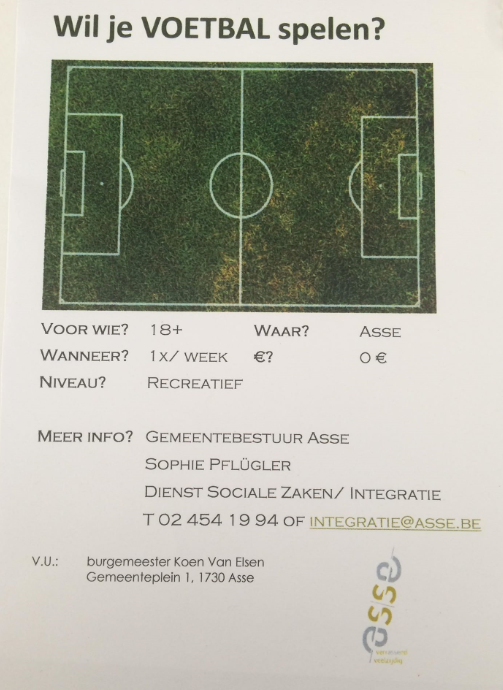 Wil je VOETBAL spelen?
VOOR WIE? 18+ WAAR? ASSE
WANNEER? 1X/ WEEK €? 0 €
NIVEAU? RECREATIEF
MEER INFO? GEMEENTEBESTUUR ASSE
SOPHIE PFLÜGLER
DIENST SOCIALE ZAKEN/ INTEGRATIE
T 02 454 19 94 OF INTEGRATIE@ASSE.BE
V.U.: burgemeester Koen Van Elsen
Gemeenteplein 1, 1730 Asse
asse